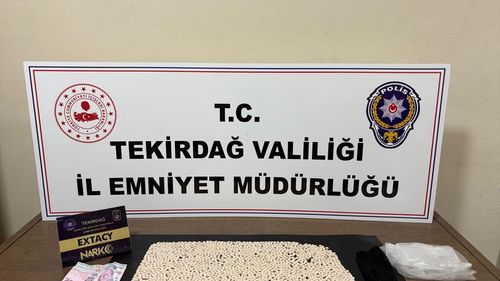 T.C.
TEKİRDAĞ VALİLİĞİ
İL EMNİYET MÜDÜRLÜĞÜ
POLİS
TEKİRDAĞ
EXTACY
NARKO